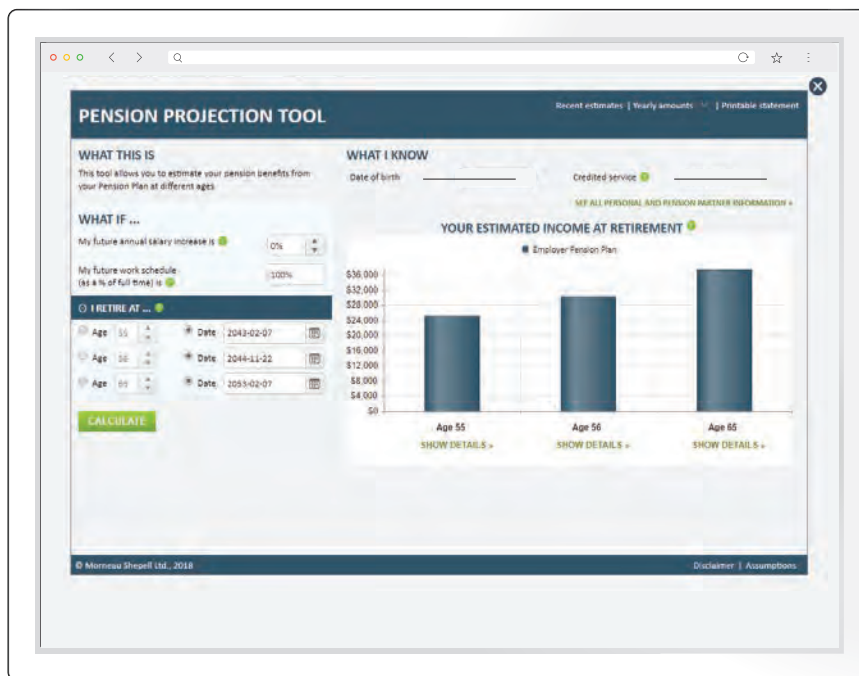 PENSION PROJECTION TOOL
Recent estimates | Yearly amounts | Printable statement
WHAT THIS IS
This tool allows you to estimate your pension benefits from
your Pension Plan at different ages
WHAT IF ...
My future annual salary increase is
0%
My future work schedule
(as a % of full time) is
100%
I RETIRE AT ...
Age 55 Date 2043-02-07
Age 56 Date 2044-11-22
Age 65 Date 2053-02-07
CALCULATE
WHAT I KNOW
Date of birth
Credited service
SEE ALL PERSONAL AND PENSION PARTNER INFORMATION »
YOUR ESTIMATED INCOME AT RETIREMENT
Employer Pension Plan
$36,000
$32,000
$28,000
$24,000
$20,000
$16,000
$12,000
$8,000
$4,000
$0
Age 55 Age 56 Age 65
SHOW DETAILS » SHOW DETAILS » SHOW DETAILS »
© Morneau Shepell Ltd., 2018
Disclaimer | Assumptions